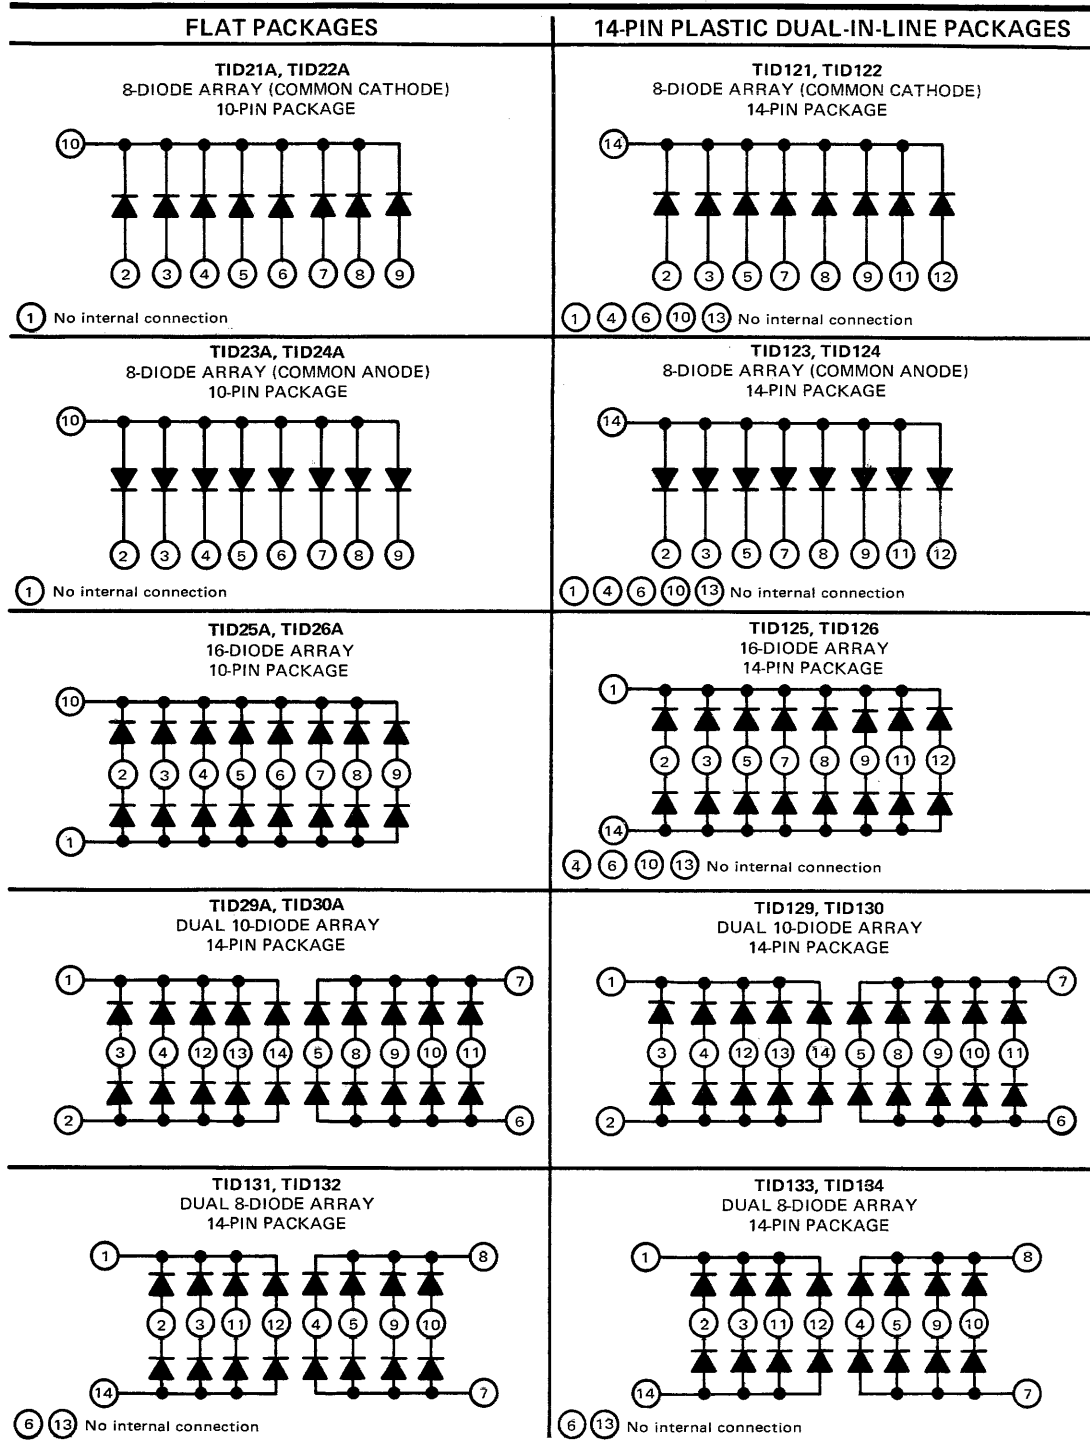 FLAT PACKAGES
14-PIN PLASTIC DUAL-IN-LINE PACKAGES
TID21A, TID22A
8-DIODE ARRAY (COMMON CATHODE)
10-PIN PACKAGE
10
2 3 4 5 6 7 8 9
1 No internal connection
TID121, TID122
8-DIODE ARRAY (COMMON CATHODE)
14-PIN PACKAGE
14
2 3 5 7 8 9 11 12
1 4 6 10 13 No internal connection
TID23A, TID24A
8-DIODE ARRAY (COMMON ANODE)
10-PIN PACKAGE
10
2 3 4 5 6 7 8 9
1 No internal connection
TID123, TID124
8-DIODE ARRAY (COMMON ANODE)
14-PIN PACKAGE
14
2 3 5 7 8 9 11 12
1 4 6 10 13 No internal connection
TID25A, TID26A
16-DIODE ARRAY
10-PIN PACKAGE
10
2 3 4 5 6 7 8 9
1
TID125, TID126
16-DIODE ARRAY
14-PIN PACKAGE
1
2 3 5 7 8 9 11 12
14
4 6 10 13 No internal connection
TID29A, TID30A
DUAL 10-DIODE ARRAY
14-PIN PACKAGE
1 7
3 4 12 13 14 5 8 9 10 11
2 6
TID129, TID130
DUAL 10-DIODE ARRAY
14-PIN PACKAGE
1 7
3 4 12 13 14 5 8 9 10 11
2 6
TID131, TID132
DUAL 8-DIODE ARRAY
14-PIN PACKAGE
1 8
2 3 11 12 4 5 9 10
14 7
6 13 No internal connection
TID133, TID134
DUAL 8-DIODE ARRAY
14-PIN PACKAGE
1 8
2 3 11 12 4 5 9 10
14 7
6 13 No internal connection